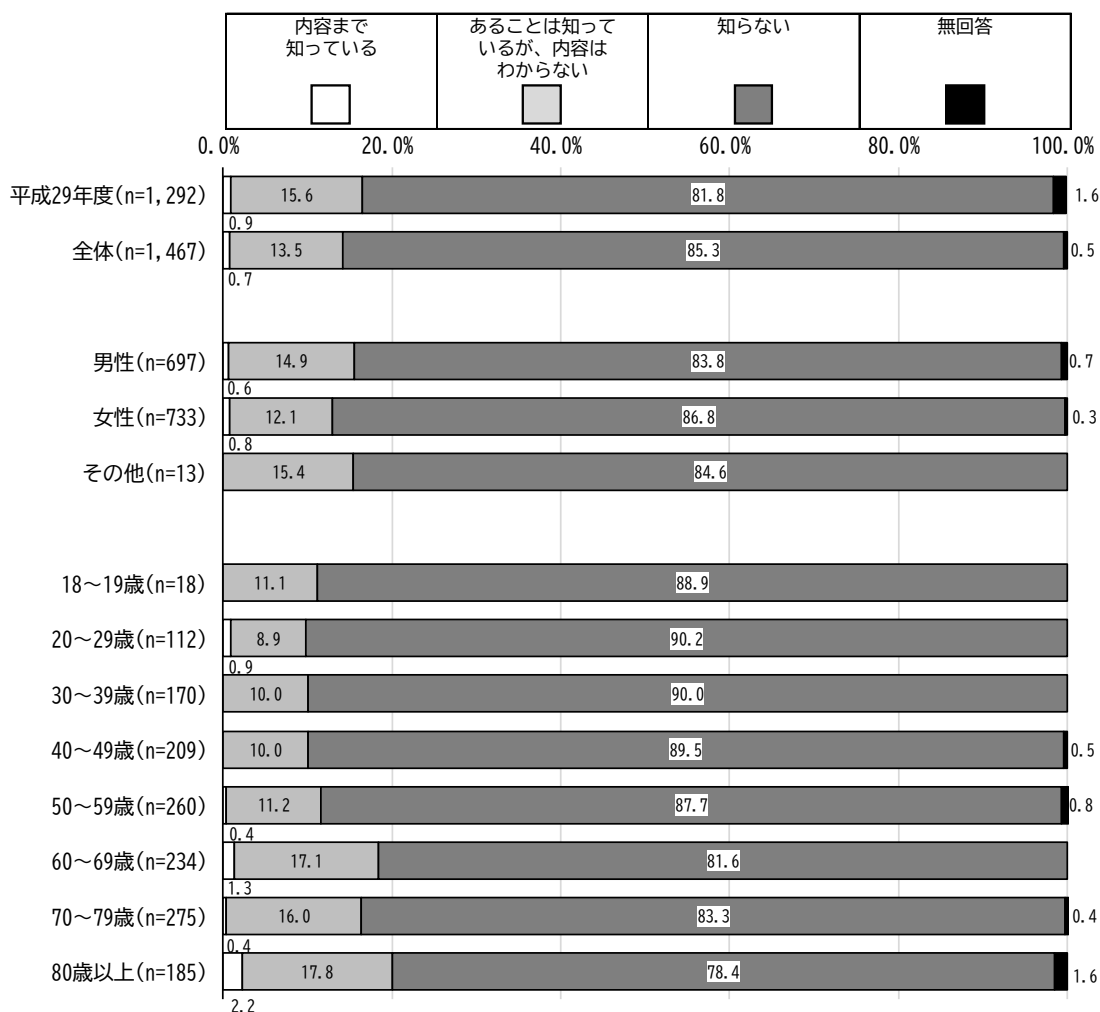 内容まで
知っている
あることは知って
いるが、内容は
わからない
知らない
無回答
0.0% 20.0% 40.0% 60.0% 80.0% 100.0%
平成29年度(n=1,292) 15.6 81.8 1.6
0.9
全体(n=1,467) 13.5 85.3 0.5
0.7
男性(n=697) 14.9 83.8 0.7
0.6
女性(n=733) 12.1 86.8 0.3
0.8
その他(n=13) 15.4 84.6
18～19歳(n=18) 11.1 88.9
20～29歳(n=112) 8.9 90.2
0.9
30～39歳(n=170) 10.0 90.0
40～49歳(n=209) 10.0 89.5 0.5
50～59歳(n=260) 11.2 87.7 0.8
0.4
60～69歳(n=234) 17.1 81.6
1.3
70～79歳(n=275) 16.0 83.3 0.4
0.4
80歳以上(n=185) 17.8 78.4 1.6
2.2